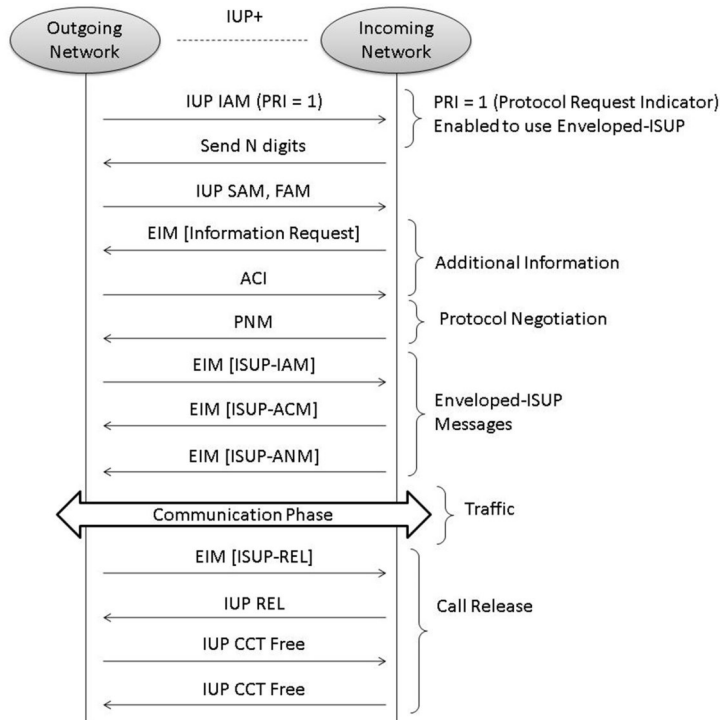 IUP+
Outgoing
Network
Incoming
Network
IUP IAM (PRI = 1)
PRI = 1 (Protocol Request Indicator)
Enabled to use Enveloped-ISUP
Send N digits
IUP SAM, FAM
EIM [Information Request]
Additional Information
ACI
PNM
Protocol Negotiation
EIM [ISUP-IAM]
EIM [ISUP-ACM]
Enveloped-ISUP
Messages
EIM [ISUP-ANM]
Communication Phase
Traffic
EIM [ISUP-REL]
IUP REL
Call Release
IUP CCT Free
IUP CCT Free